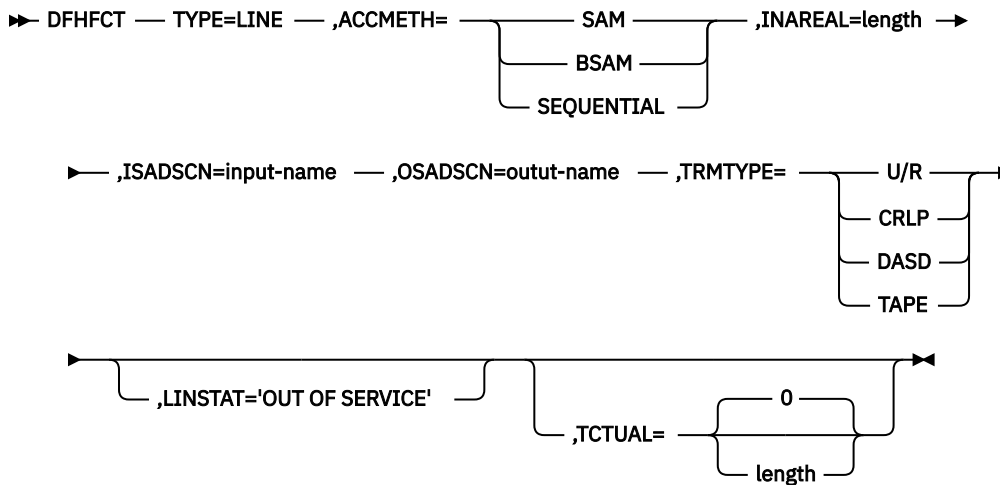 DFHFCT TYPE=LINE ,ACCMETH= SAM ,INAREAL=length
BSAM
SEQUENTIAL
,ISADSCN=input-name ,OSADSCN=outut-name ,TRMTYPE= U/R
CRLP
DASD
TAPE
,LINSTAT='OUT OF SERVICE'
0
,TCTUAL=
length